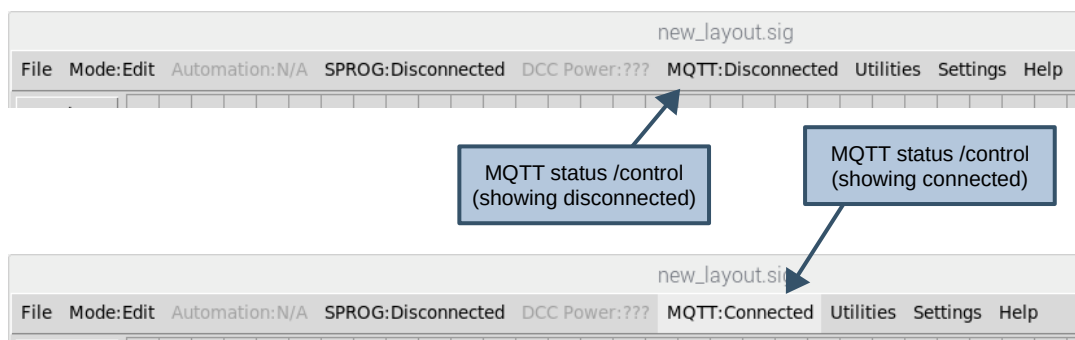 new_layout.sig
File Mode:Edit Automation:N/A SPROG:Disconnected DCC Power:??? MQTT:Disconnected Utilities Settings Help
MQTT status /control
(showing disconnected)
MQTT status /control
(showing connected)
new_layout.sig
File Mode:Edit Automation:N/A SPROG:Disconnected DCC Power:??? MQTT:Connected Utilities Settings Help